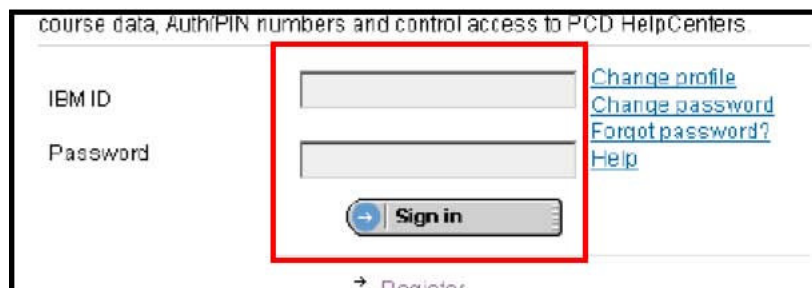 course data, Auth/PIN numbers and control access to PCD HelpCenters.
IBM ID
Change profile
Change password
Forgot password?
Password
Help
Sign in
Register